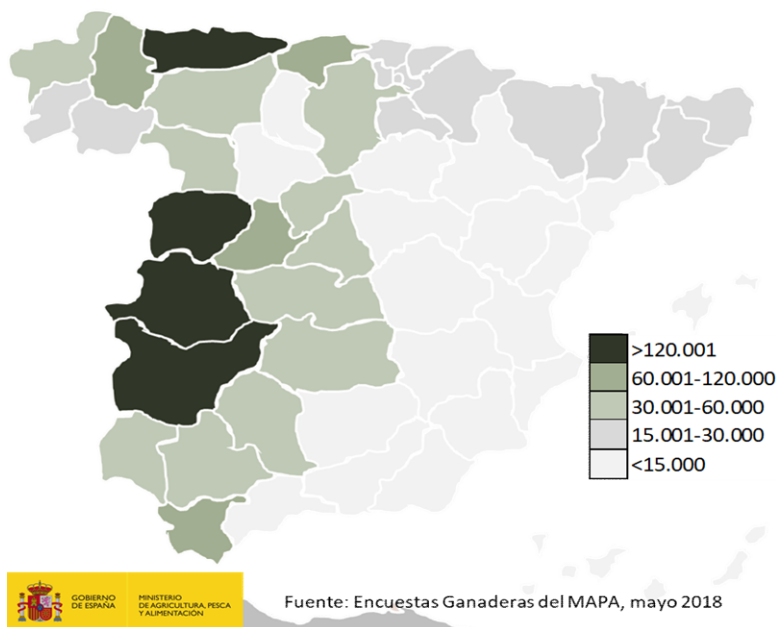 >120.001
60.001-120.000
30.001-60.000
15.001-30.000
<15.000
GOBIERNO
DE ESPAÑA
MINISTERIO
DE AGRICULTURA, PESCA
Y ALIMENTACIÓN
Fuente: Encuestas Ganaderas del MAPA, mayo 2018